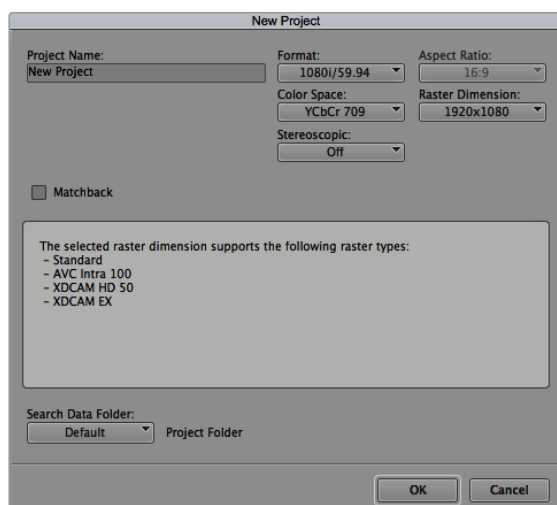 New Project
Project Name:
New Project
Format:
1080i/59.94
Aspect Ratio:
16:9
Color Space:
YCbCr 709
Raster Dimension:
1920x1080
Stereoscopic:
Off
Matchback
The selected raster dimension supports the following raster types:
- Standard
- AVC Intra 100
- XDCAM HD 50
- XDCAM EX
Search Data Folder:
Default
Project Folder
OK
Cancel